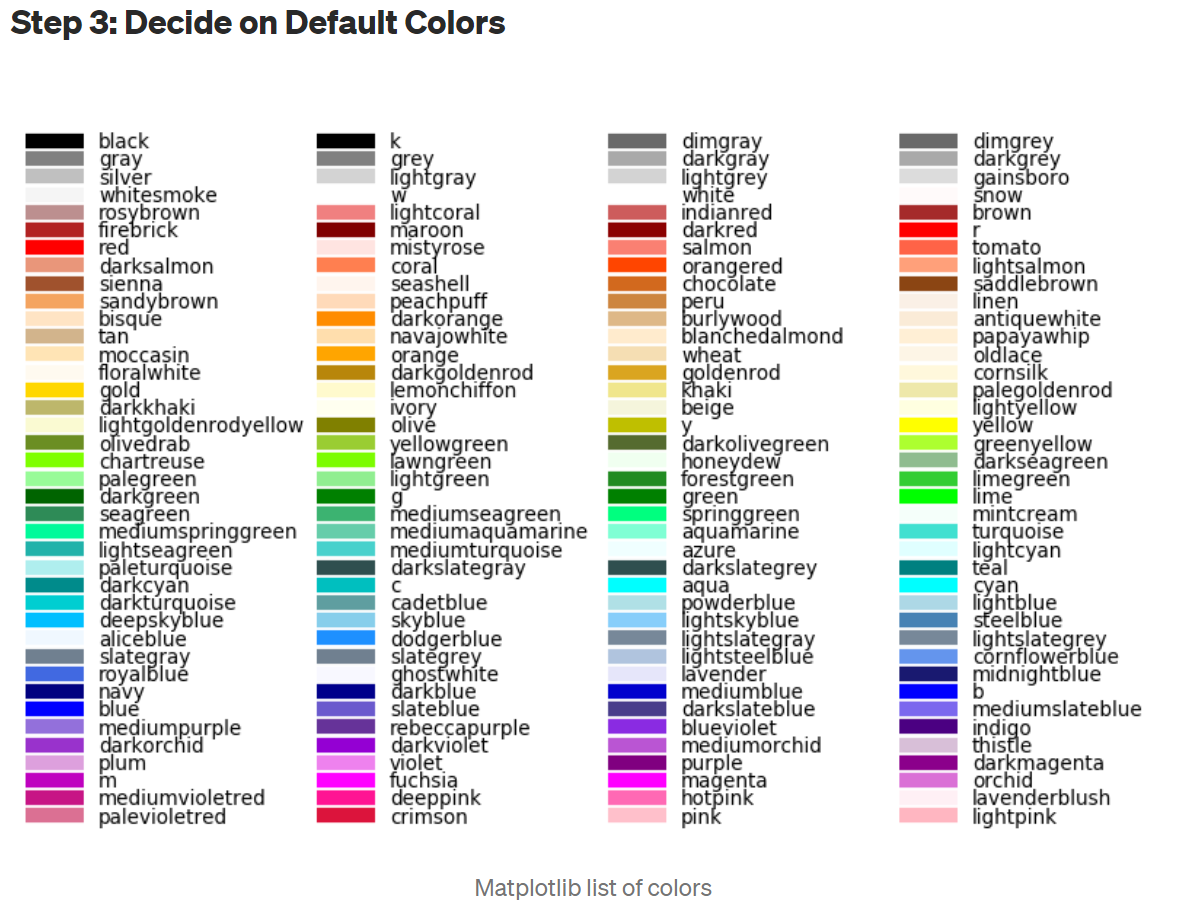 Step 3: Decide on Default Colors
black k dimgray dimgrey
gray grey darkgray darkgrey
silver lightgray lightgrey gainsboro
whitesmoke w white snow
rosybrown lightcoral indianred brown
firebrick maroon darkred r
red mistyrose salmon tomato
darksalmon coral orangered lightsalmon
sienna seashell chocolate saddlebrown
sandybrown peachpuff peru linen
bisque darkorange burlywood antiquewhite
tan navajowhite blanchedalmond papayawhip
moccasin orange wheat oldlace
floralwhite darkgoldenrod goldenrod cornsilk
gold lemonchiffon khaki palegoldenrod
darkkhaki ivory beige lightyellow
lightgoldenrodyellow olive y yellow
olivedrab yellowgreen darkolivegreen greenyellow
chartreuse lawngreen honeydew darkseagreen
palegreen lightgreen forestgreen limegreen
darkgreen g green lime
seagreen mediumseagreen springgreen mintcream
mediumspringgreen mediumaquamarine aquamarine turquoise
lightseagreen mediumturquoise azure lightcyan
paleturquoise darkslategray darkslategrey teal
darkcyan c aqua cyan
darkturquoise cadetblue powderblue lightblue
deepskyblue skyblue lightskyblue steelblue
aliceblue dodgerblue lightslategray lightslategrey
slategray slategrey lightsteelblue cornflowerblue
royalblue ghostwhite lavender midnightblue
navy darkblue mediumblue b
blue slateblue darkslateblue mediumslateblue
mediumpurple rebeccapurple blueviolet indigo
darkorchid darkviolet mediumorchid thistle
plum violet purple darkmagenta
m fuchsia magenta orchid
mediumvioletred deeppink hotpink lavenderblush
palevioletred crimson pink lightpink
Matplotlib list of colors